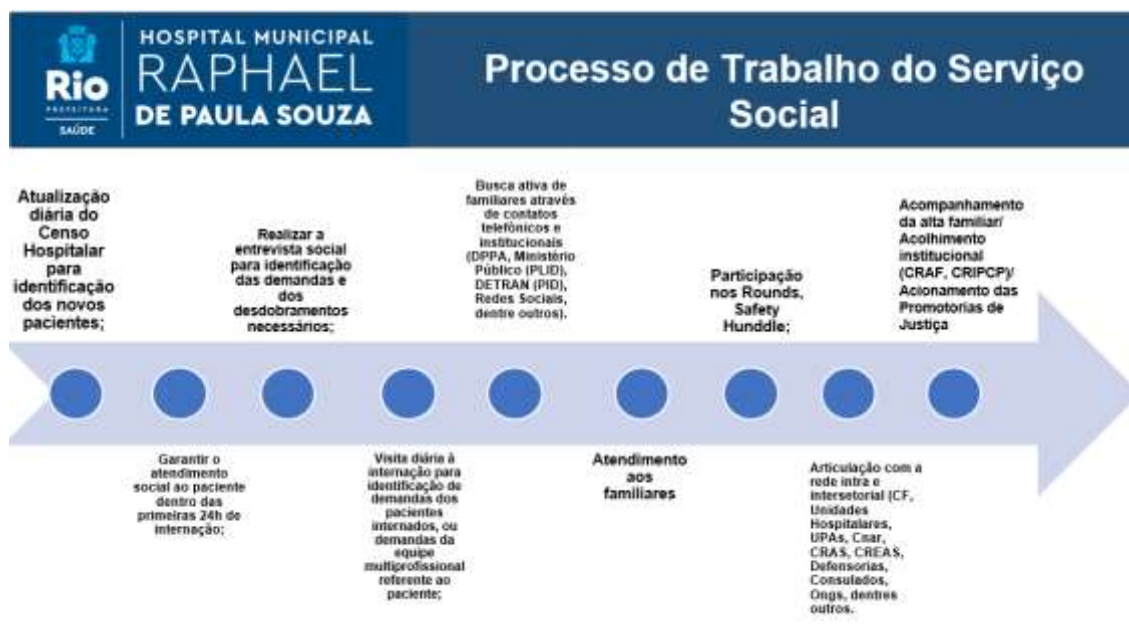 Rio
PREFEITURA
SAÚDE
HOSPITAL MUNICIPAL
RAPHAEL
DE PAULA SOUZA
Processo de Trabalho do Serviço
Social
Atualização
diária do
Censo
Hospitalar
para
identificação
dos novos
pacientes;
Garantir o
atendimento
social ao paciente
dentro das
primeiras 24h de
internação;
Realizar a
entrevista social
para identificação
das demandas e
dos
desdobramentos
necessários;
Visita diária à
internação para
identificação de
demandas dos
pacientes
internados, ou
demandas da
equipe
multiprofissional
referente ao
paciente;
Busca ativa de
familiares através
de contatos
telefônicos e
institucionais
(DPPA, Ministério
Público (PLID),
DETRAN (PID),
Redes Sociais,
dentre outros).
Atendimento
aos
familiares
Participação
nos Rounds,
Safety
Hunddle;
Articulação com a
rede intra e
intersetorial (CF,
Unidades
Hospitalares,
UPAs, Cnar,
CRAS, CREAS,
Defensorias,
Consulados,
Ongs, dentres
outros.
Acompanhamento
da alta familiar/
Acolhimento
institucional
(CRAF, CRIPCP)/
Acionamento das
Promotorias de
Justiça